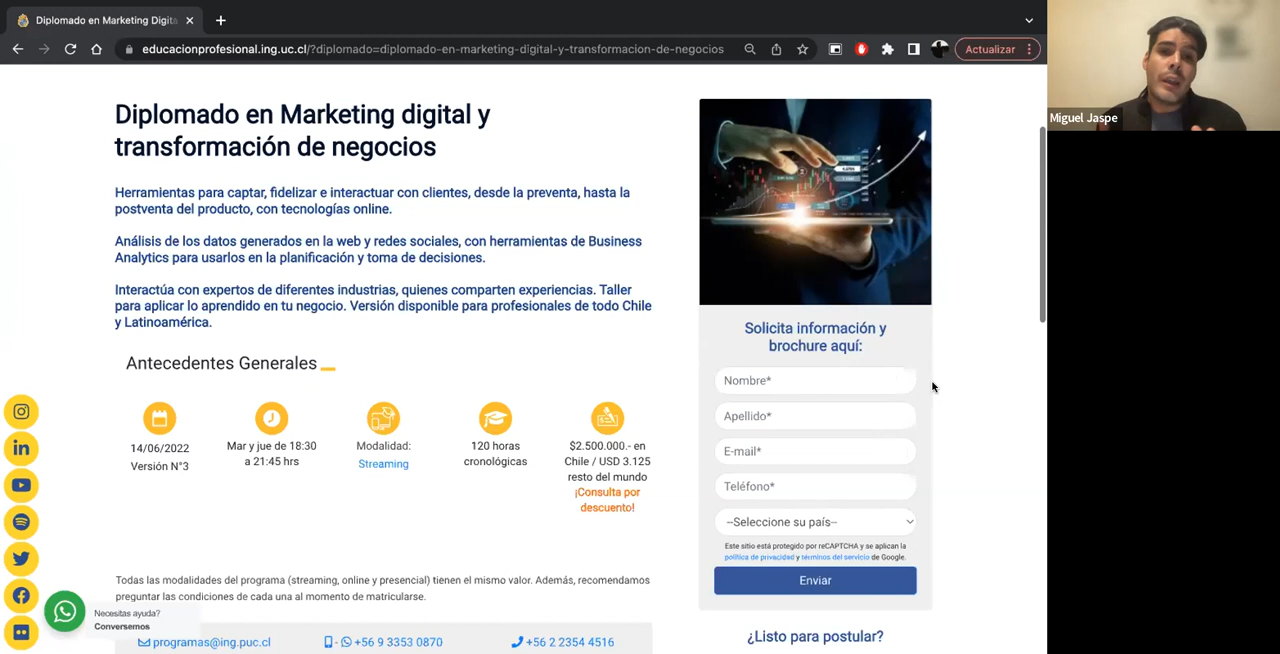 Diplomado en Marketing Digita
educacionprofesional.ing.uc.cl/?diplomado=diplomado-en-marketing-digital-y-transformacion-de-negocios
Actualizar
Miguel Jaspe
Diplomado en Marketing digital y
transformación de negocios
Herramientas para captar, fidelizar e interactuar con clientes, desde la preventa, hasta la
postventa del producto, con tecnologías online.
Análisis de los datos generados en la web y redes sociales, con herramientas de Business
Analytics para usarlos en la planificación y toma de decisiones.
Interactúa con expertos de diferentes industrias, quienes comparten experiencias. Taller
para aplicar lo aprendido en tu negocio. Versión disponible para profesionales de todo Chile
y Latinoamérica.
Antecedentes Generales
14/06/2022
Versión N°3
Mar y jue de 18:30
a 21:45 hrs
Modalidad:
Streaming
120 horas
cronológicas
$2.500.000.- en
Chile / USD 3.125
resto del mundo
¡Consulta por
descuento!
Todas las modalidades del programa (streaming, online y presencial) tienen el mismo valor. Además, recomendamos
preguntar las condiciones de cada una al momento de matricularse.
Necesitas ayuda?
Conversemos
programas@ing.puc.cl
- +56 9 3353 0870
+56 2 2354 4516
Solicita información y
brochure aquí:
Nombre*
Apellido*
E-mail*
Teléfono*
--Seleccione su país--
Este sitio está protegido por reCAPTCHA y se aplican la
política de privacidad y términos del servicio de Google.
Enviar
¿Listo para postular?